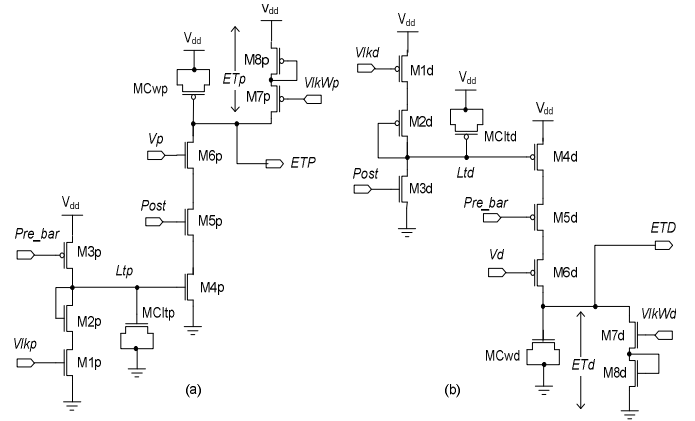 Vdd
Vdd
M8p
ETp
VlkWp
M7p
MCwp
Vp
M6p
ETP
Post
M5p
Vdd
Pre_bar
M3p
Ltp
M4p
M2p
MCltp
Vlkp
M1p
(a)
Vdd
Vlkd
M1d
Vdd
M2d
MCltd
Vdd
M4d
Ltd
Post
M3d
Pre_bar
M5d
ETD
Vd
M6d
VlkWd
M7d
MCwd
ETd
M8d
(b)